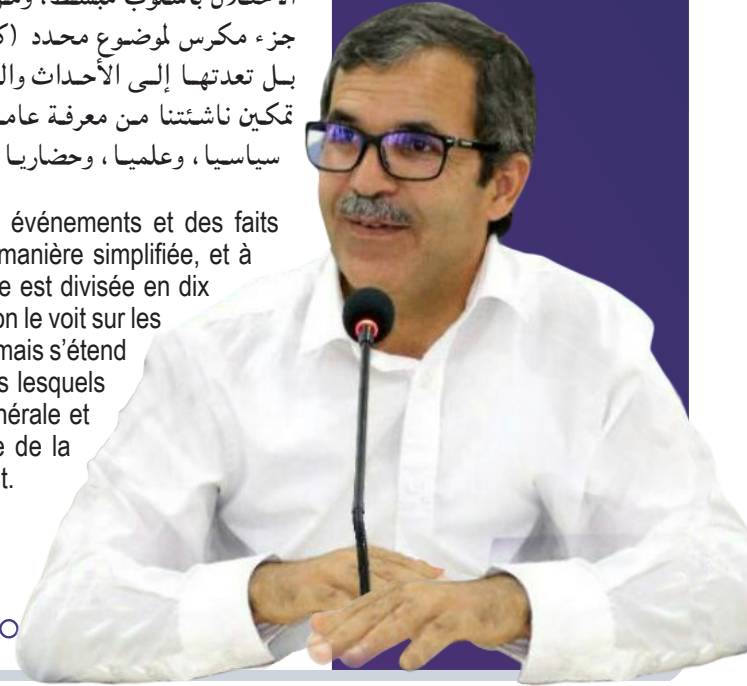 جزء مكرس لموضوع محدد (ك
بل تعدتها إلى الأحداث وال
تمكين ناشئتنا من معرفة عامـ
سياسيا، وعلميا، وحضاريا
événements et des faits
manière simplifiée, et à
e est divisée en dix
on le voit sur les
mais s'étend
s lesquels
nérale et
e de la
t.